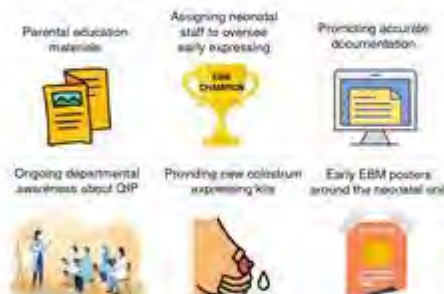 Parental education
materials
Assigning neonatal
staff to oversee
early expressing
Promoting accurate
documentation
EBM
CHAMPION
Ongoing departmental
awareness about QIP
Providing new colostrum
expressing kits
Early EBM posters
around the neonatal unit